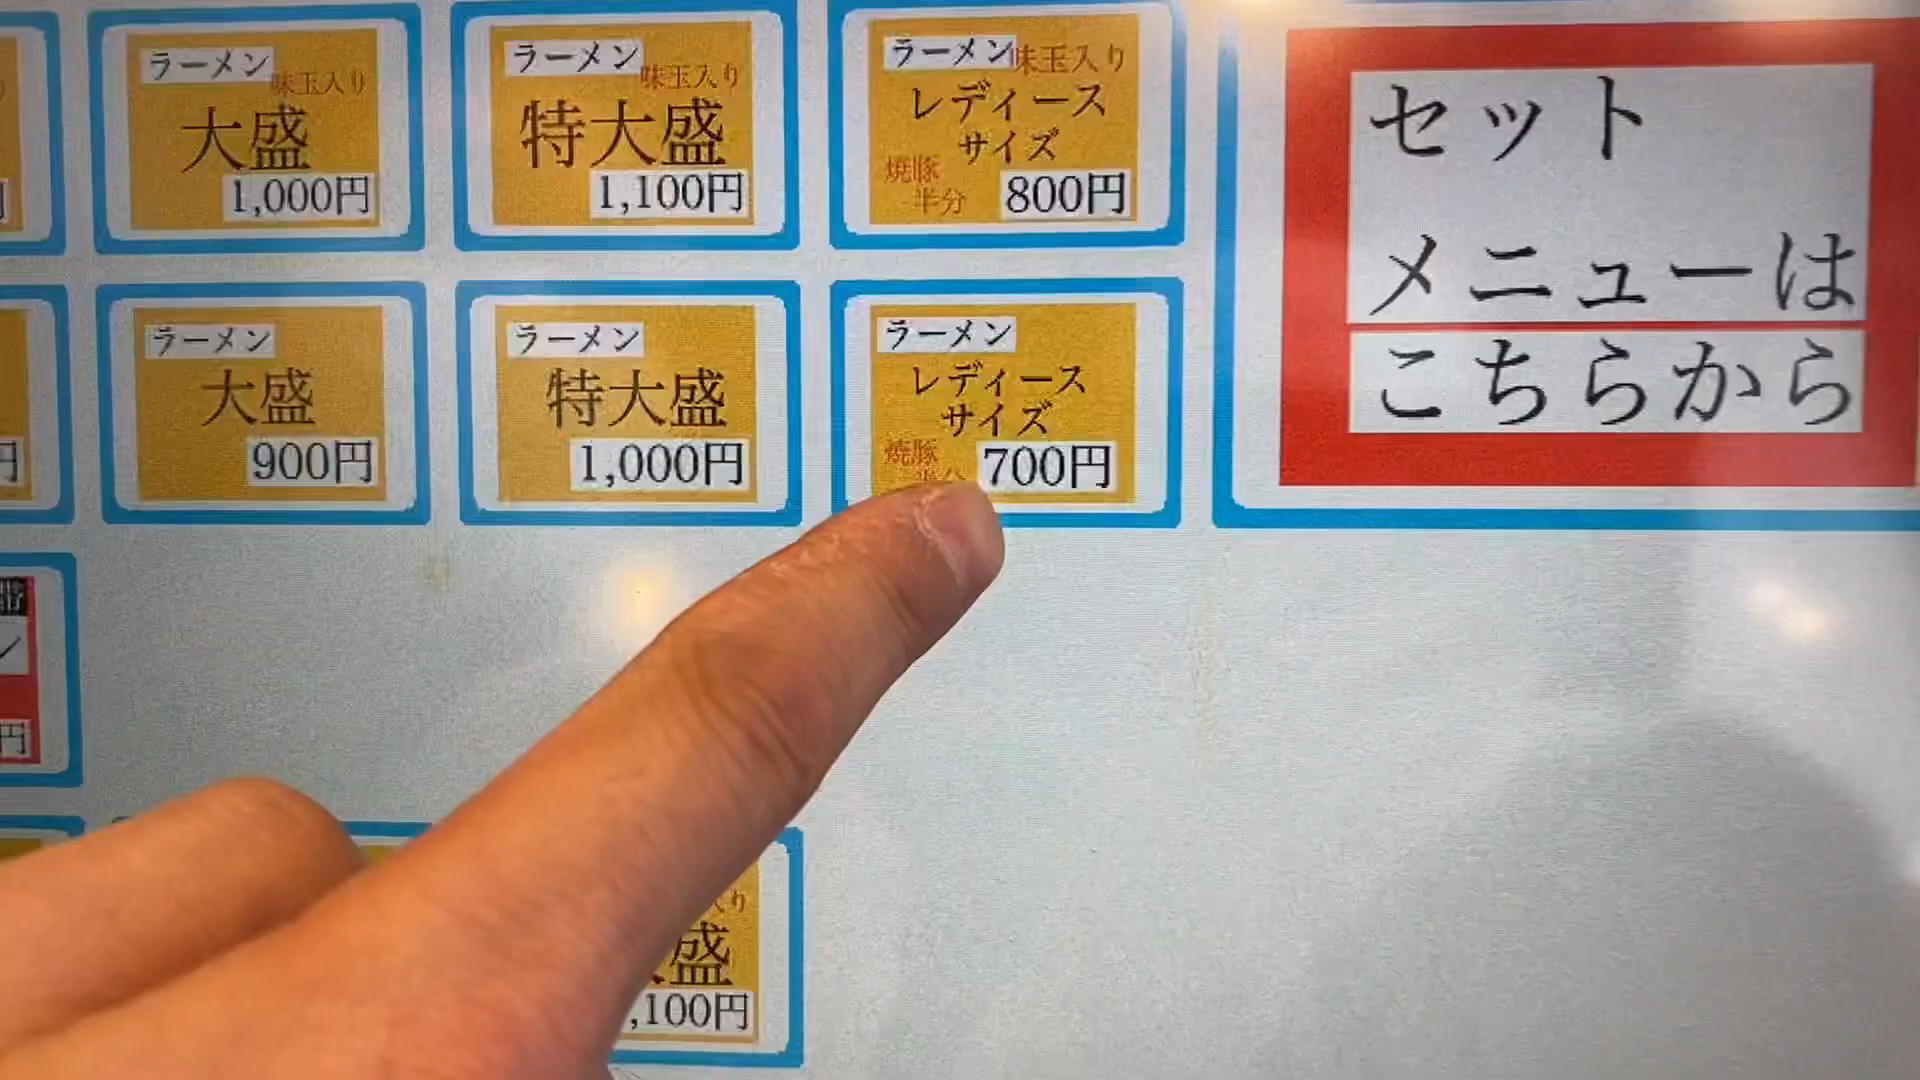 ラーメン
味玉入り
大盛
1,000円
ラーメン
味玉入り
特大盛
1,100円
ラーメン
味玉入り
レディース
サイズ
焼豚
半分
800円
セット
メニューは
こちらから
ラーメン
大盛
900円
ラーメン
特大盛
1,000円
ラーメン
レディース
サイズ
焼豚
700円
円
円
入り
盛
,100円